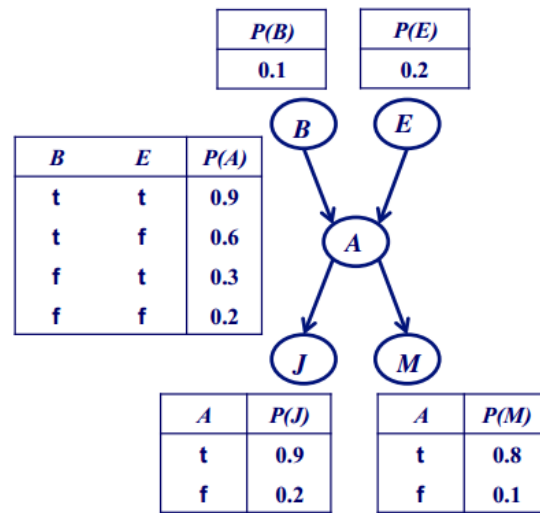 P(B)
0.1
P(E)
0.2
B
E
B E P(A)
t t 0.9
t f 0.6
f t 0.3
f f 0.2
A
J
M
A P(J)
t 0.9
f 0.2
A P(M)
t 0.8
f 0.1